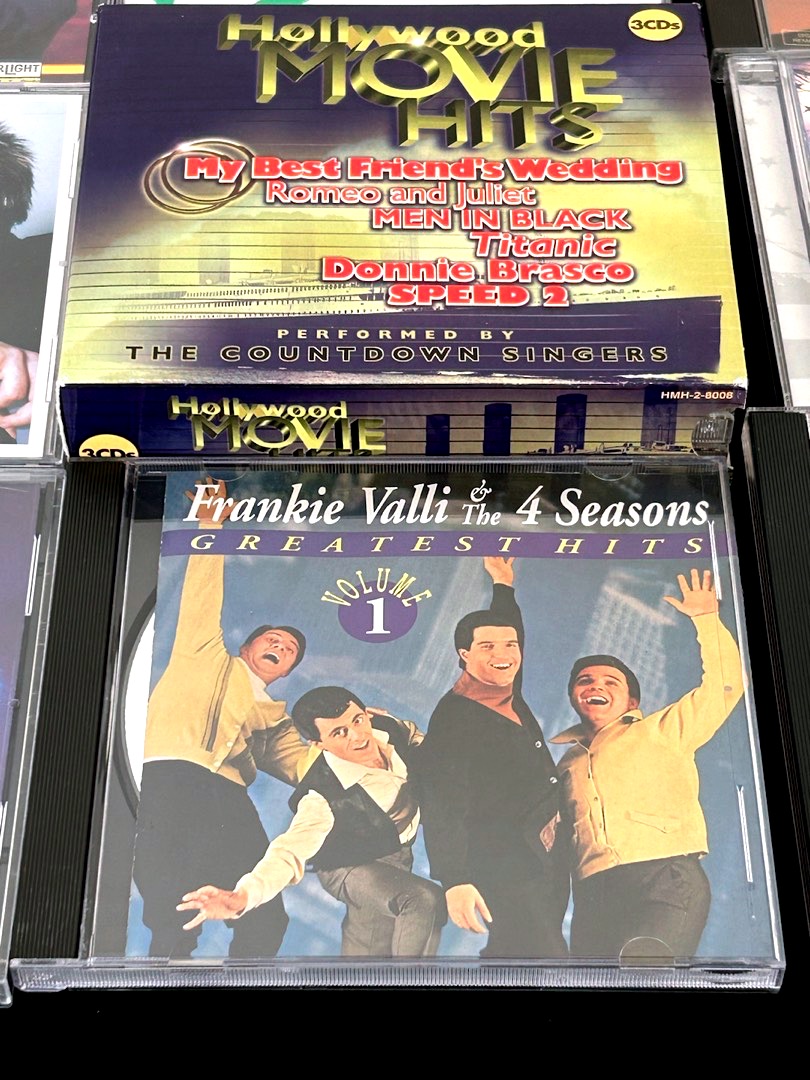 RLIGHT
3CDs
Hollywood
MOVIE
HITS
My Best Friend's Wedding
Romeo and Juliet
MEN IN BLACK
Titanic
Donnie Brasco
SPEED 2
PERFORMED BY
THE COUNTDOWN SINGERS
HMH-2-8008
Hollywood
MOVIE
HITS
3CDs
Frankie Valli & The 4 Seasons
GREATEST HITS
VOLUME
1